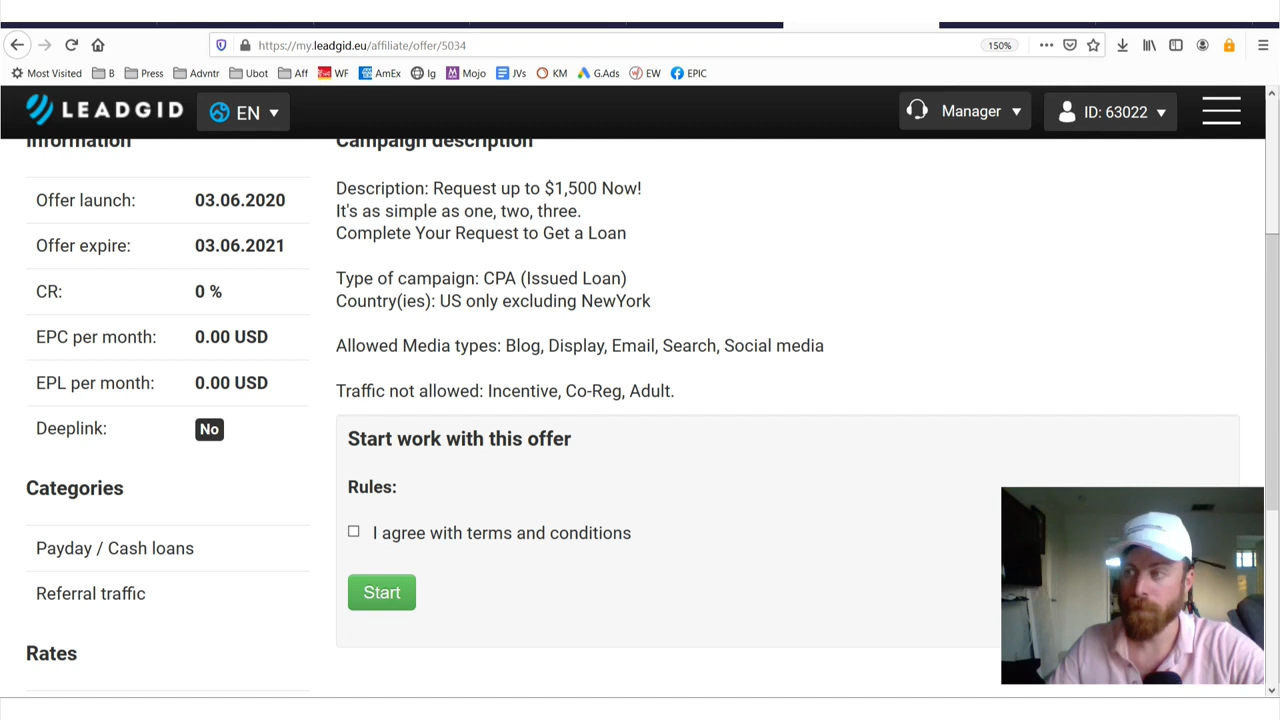 https://my.leadgid.eu/affiliate/offer/5034
150%
Most Visited B Press Advntr Ubot Aff WF AmEx Ig Mojo JVs KM G.Ads EW EPIC
LEADGID EN Manager ID: 63022
Information
Campaign description
Offer launch: 03.06.2020
Offer expire: 03.06.2021
CR: 0 %
EPC per month: 0.00 USD
EPL per month: 0.00 USD
Deeplink: No
Categories
Payday / Cash loans
Referral traffic
Rates
Description: Request up to $1,500 Now!
It's as simple as one, two, three.
Complete Your Request to Get a Loan
Type of campaign: CPA (Issued Loan)
Country(ies): US only excluding NewYork
Allowed Media types: Blog, Display, Email, Search, Social media
Traffic not allowed: Incentive, Co-Reg, Adult.
Start work with this offer
Rules:
I agree with terms and conditions
Start